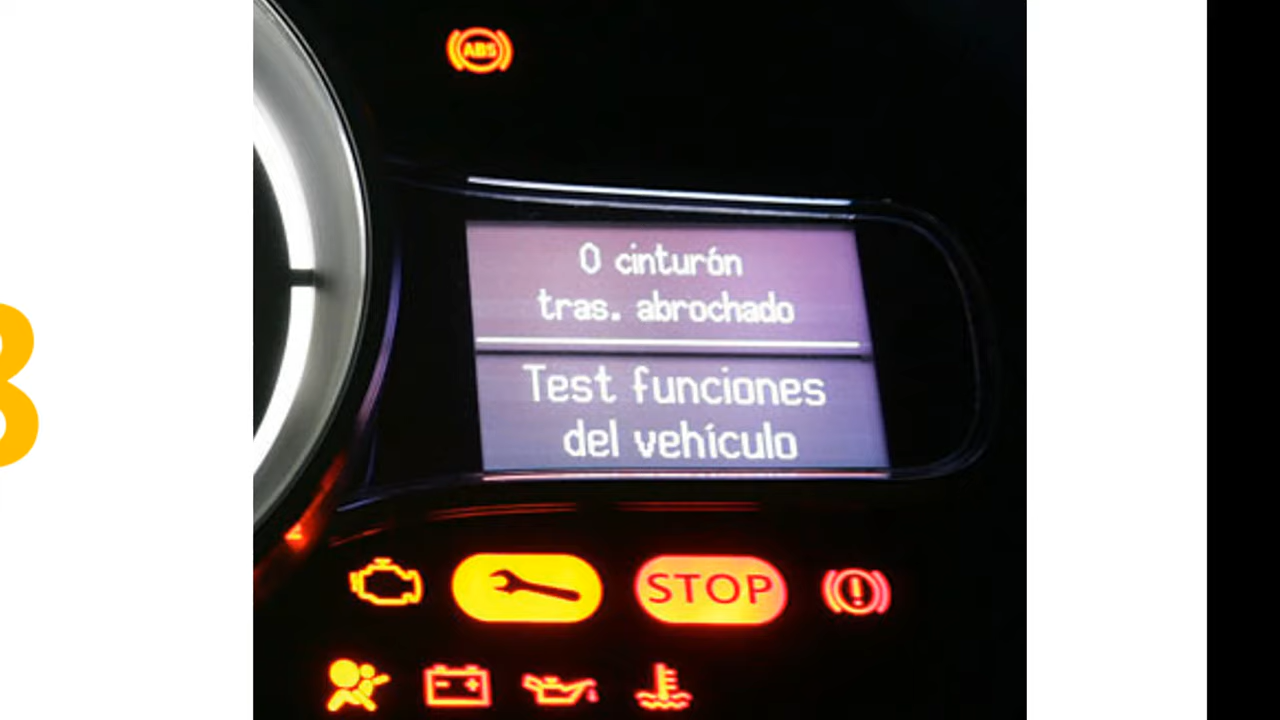 ABS
0 cinturón
tras. abrochado
Test funciones
del vehículo
STOP